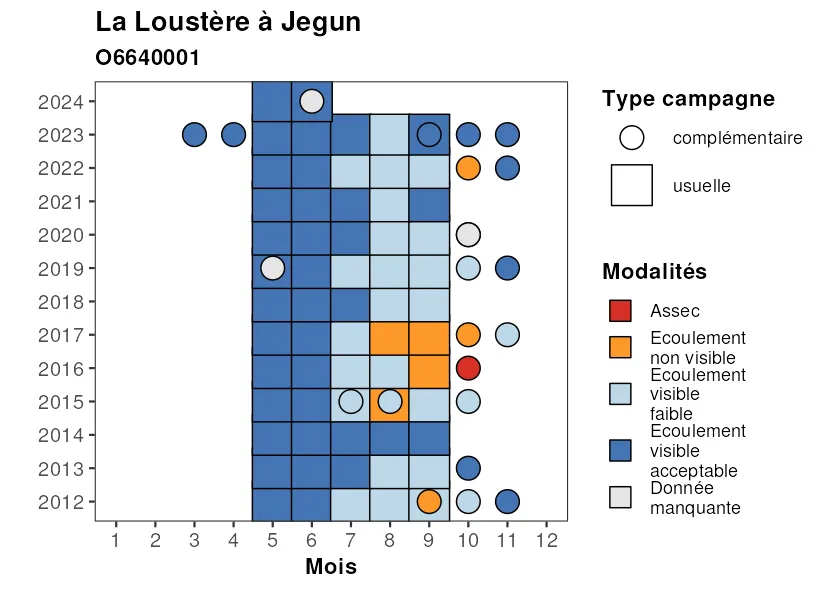 La Loustère à Jegun
O6640001
2024
2023
2022
2021
2020
2019
2018
2017
2016
2015
2014
2013
2012
1 2 3 4 5 6 7 8 9 10 11 12
Mois
Type campagne
complémentaire
usuelle
Modalités
Assec
Ecoulement
non visible
Ecoulement
visible
faible
Ecoulement
visible
acceptable
Donnée
manquante